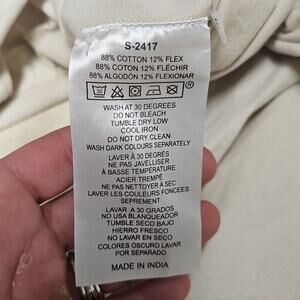 S-2417
88% COTTON 12% FLEX
88% COTON 12% FLÉCHIR
88% ALGODÓN 12% FLEXIONAR
WASH AT 30 DEGREES
DO NOT BLEACH
TUMBLE DRY LOW
COOL IRON
DO NOT DRY CLEAN
WASH DARK COLOURS SEPARATELY
LAVER À 30 DEGRÉS
NE PAS JAVELLISER
À BASSE TEMPÉRATURE
ACIER TREMPÉ
NE PAS NETTOYER À SEC
LAVER LES COULEURS FONCEES
SEPAREMENT
LAVAR A 30 GRADOS
NO USA BLANQUEADOR
TUMBLE SECO BAJO
HIERRO FRESCO
NO LAVAR EN SECO
COLORES OSCURO LAVAR
POR SEPARADO
MADE IN INDIA